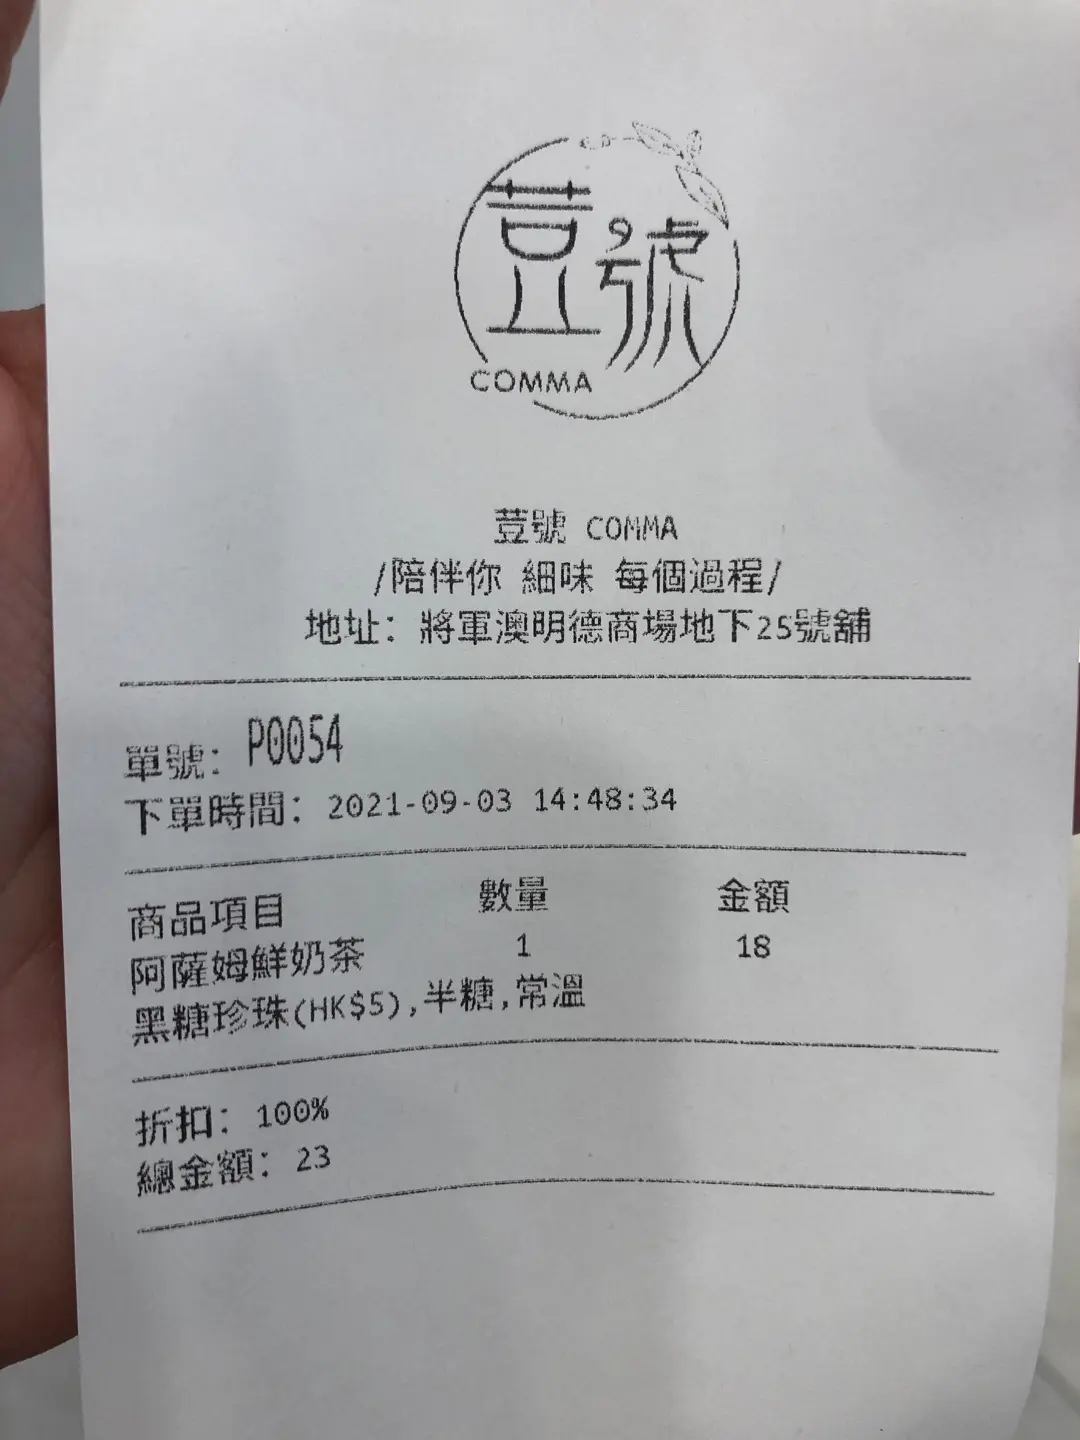 荳號
COMMA
荳號 COMMA
/陪伴你 細味 每個過程/
地址: 將軍澳明德商場地下25號舖
單號: P0054
下單時間: 2021-09-03 14:48:34
商品項目 數量 金額
阿薩姆鮮奶茶 1 18
黑糖珍珠(HK$5),半糖,常溫
折扣: 100%
總金額: 23